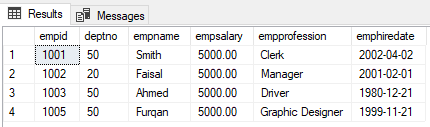 Results Messages
empid deptno empname empsalary empprofession emphiredate
1 1001 50 Smith 5000.00 Clerk 2002-04-02
2 1002 20 Faisal 5000.00 Manager 2001-02-01
3 1003 50 Ahmed 5000.00 Driver 1980-12-21
4 1005 50 Furqan 5000.00 Graphic Designer 1999-11-21